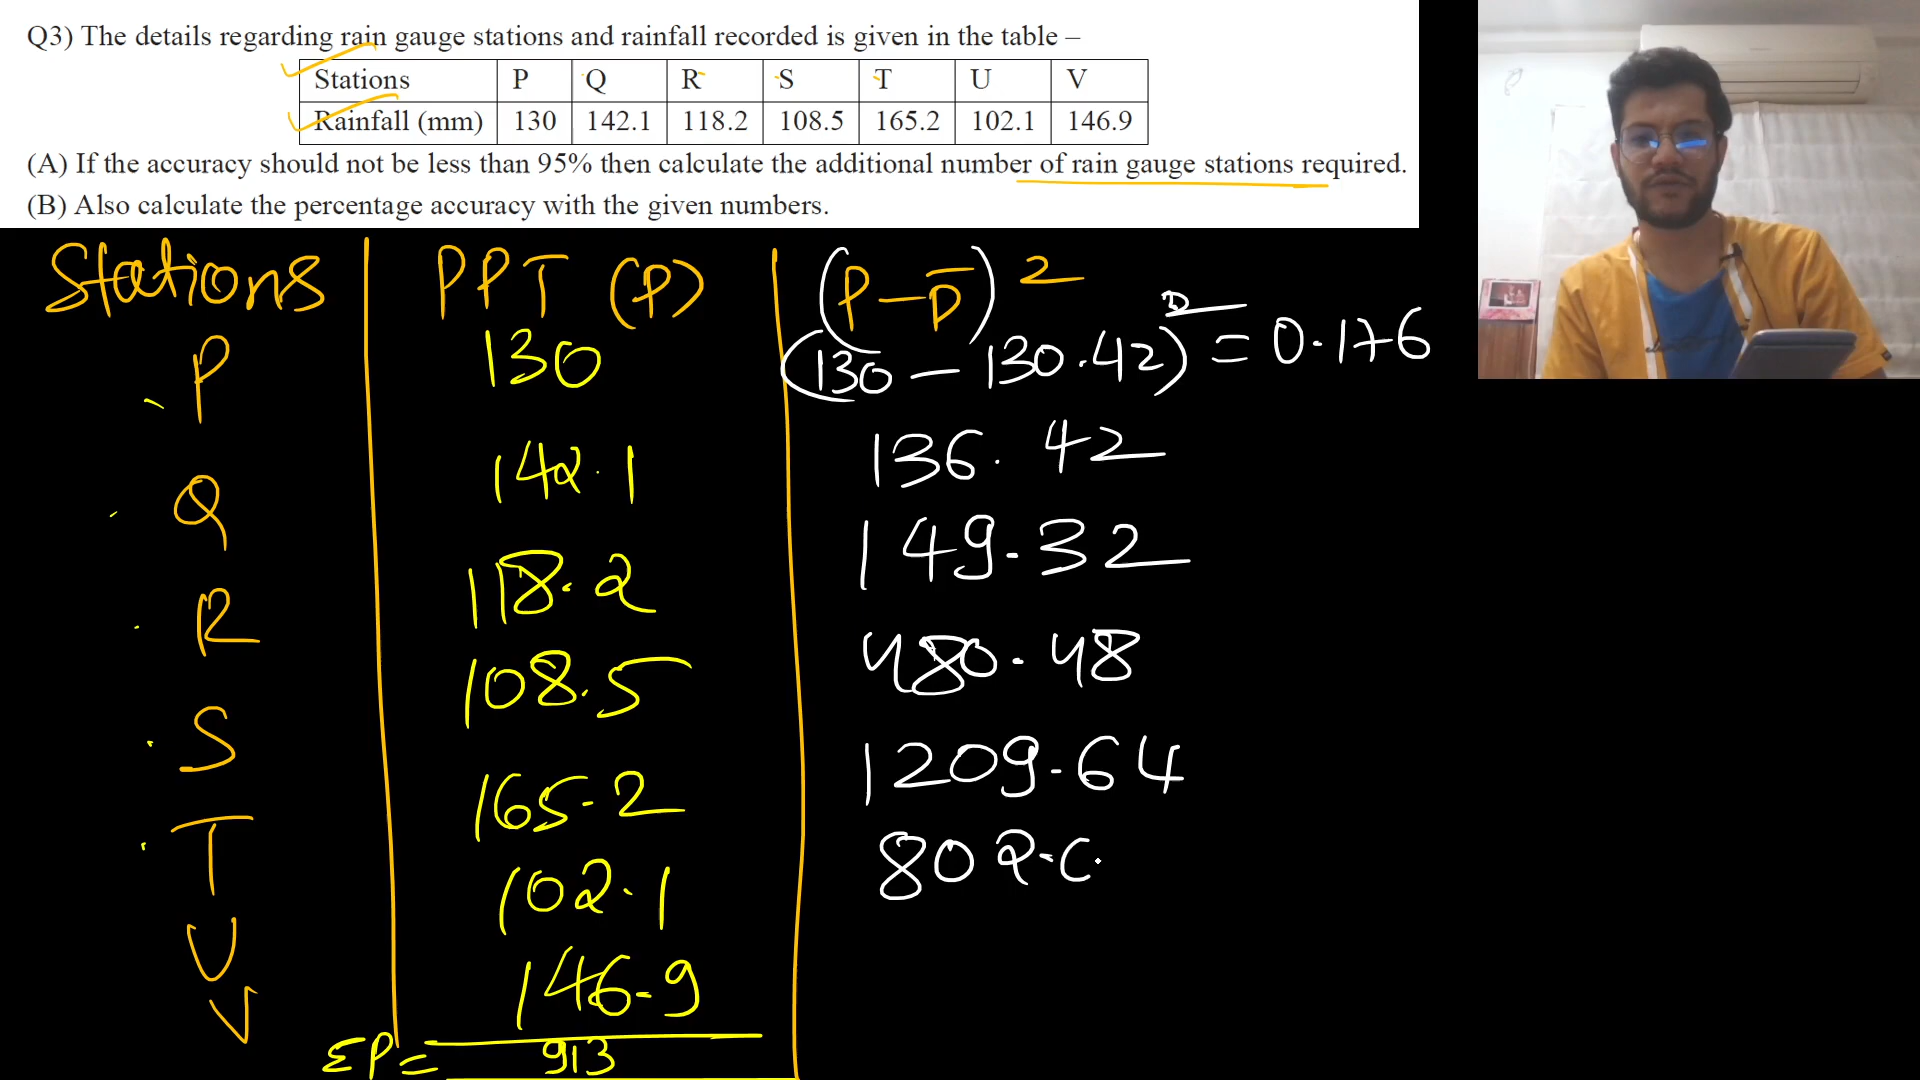 Q3) The details regarding rain gauge stations and rainfall recorded is given in the table –
Stations P Q R S T U V
Rainfall (mm) 130 142.1 118.2 108.5 165.2 102.1 146.9
(A) If the accuracy should not be less than 95% then calculate the additional number of rain gauge stations required.
(B) Also calculate the percentage accuracy with the given numbers.
Stations PPT (P) (P-P̅)²
P 130 (130 - 130.42)² = 0.176
Q 142.1 136.42
R 118.2 149.32
S 108.5 480.48
T 165.2 1209.64
U 102.1 802.0
V 146.9
ΣP = 913